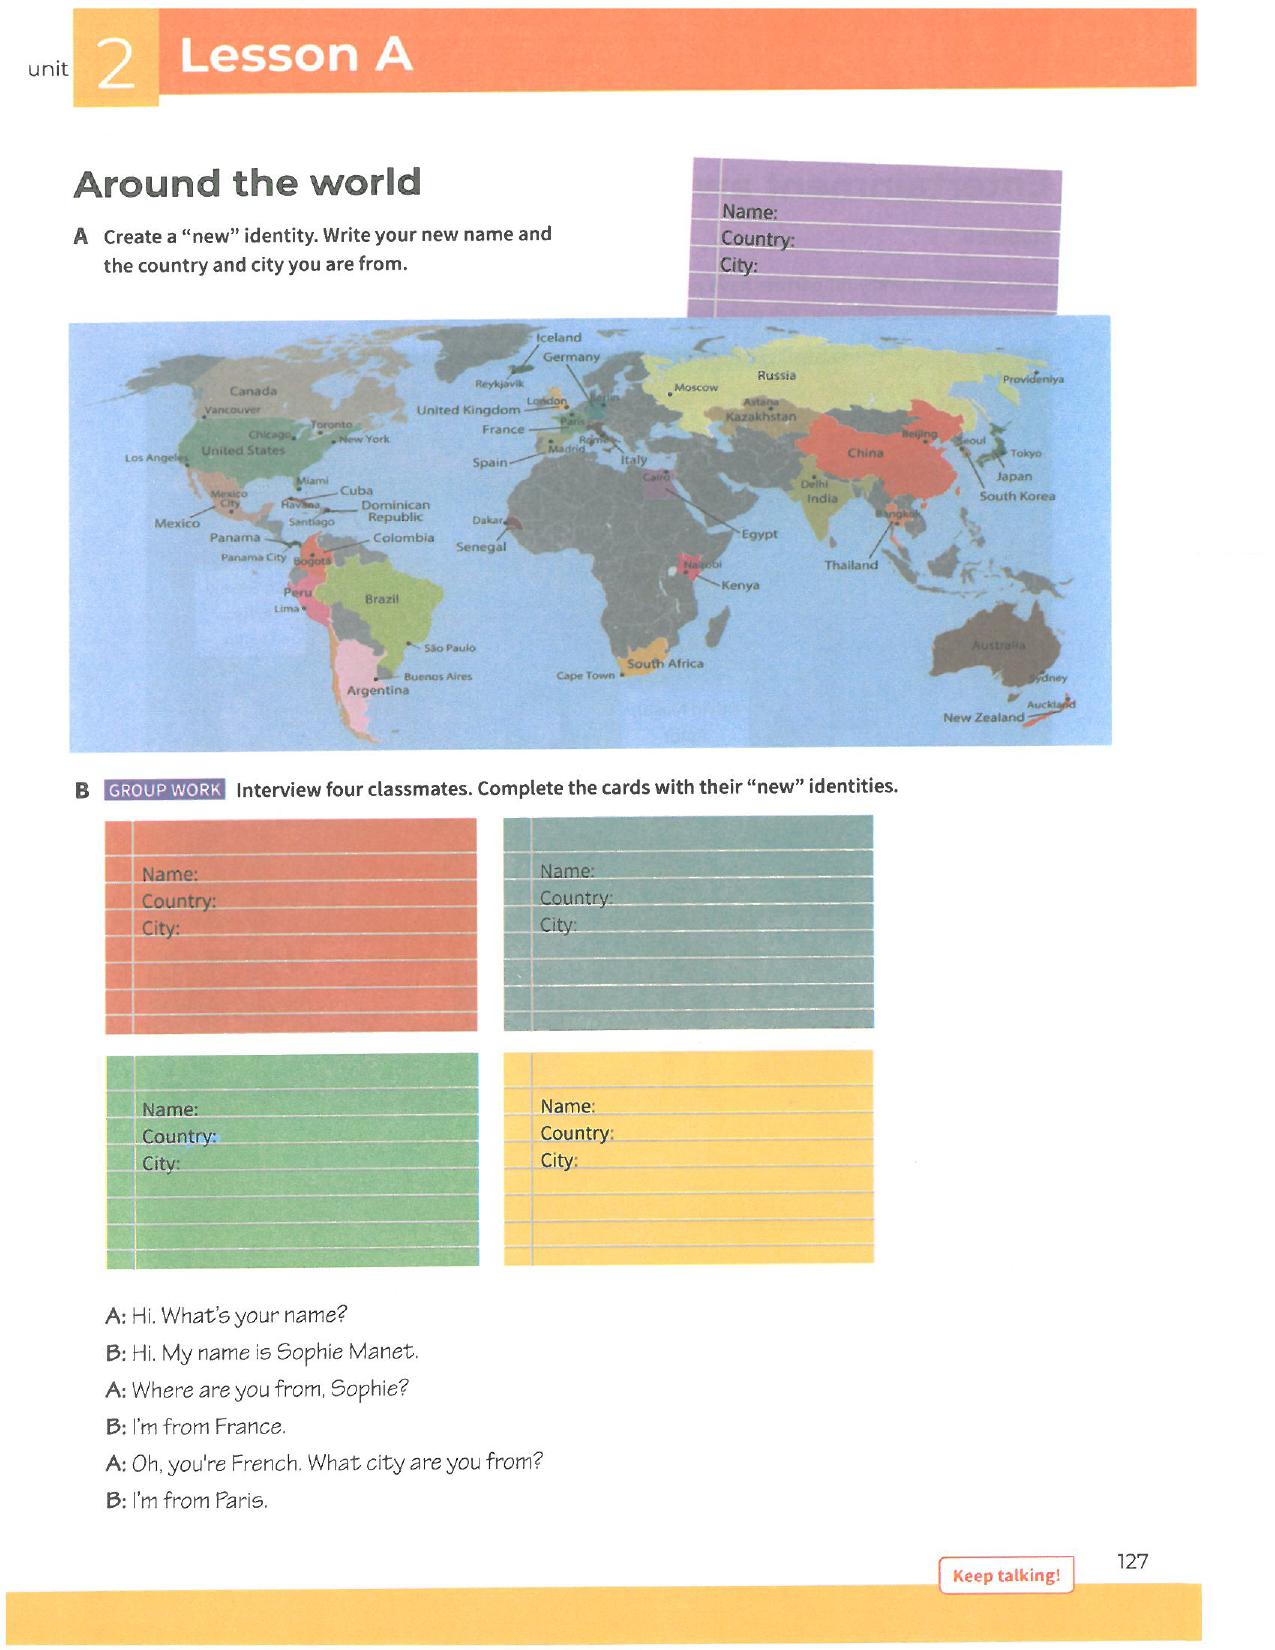 unit 2 Lesson A
Around the world
A Create a “new” identity. Write your new name and
the country and city you are from.
Name:
Country:
City:
Iceland
Germany
Reykjavik
Canada
Vancouver
Toronto
Chicago
New York
United States
Los Angeles
Miami
Mexico City
Mexico
Cuba
Havana
Dominican
Republic
Santiago
Panama
Panama City
Colombia
Bogotá
Peru
Lima
Brazil
São Paulo
Buenos Aires
Argentina
London
United Kingdom
Berlin
France
Paris
Spain
Madrid
Rome
Italy
Moscow
Russia
Provideniya
Astana
Kazakhstan
Beijing
China
Seoul
Tokyo
Japan
South Korea
Delhi
India
Bangkok
Thailand
Cairo
Egypt
Dakar
Senegal
Nairobi
Kenya
South Africa
Cape Town
Australia
Sydney
Auckland
New Zealand
B GROUP WORK Interview four classmates. Complete the cards with their “new” identities.
Name:
Country:
City:
Name:
Country:
City:
Name:
Country:
City:
Name:
Country:
City:
A: Hi. What's your name?
B: Hi. My name is Sophie Manet.
A: Where are you from, Sophie?
B: I'm from France.
A: Oh, you're French. What city are you from?
B: I'm from Paris.
Keep talking!
127